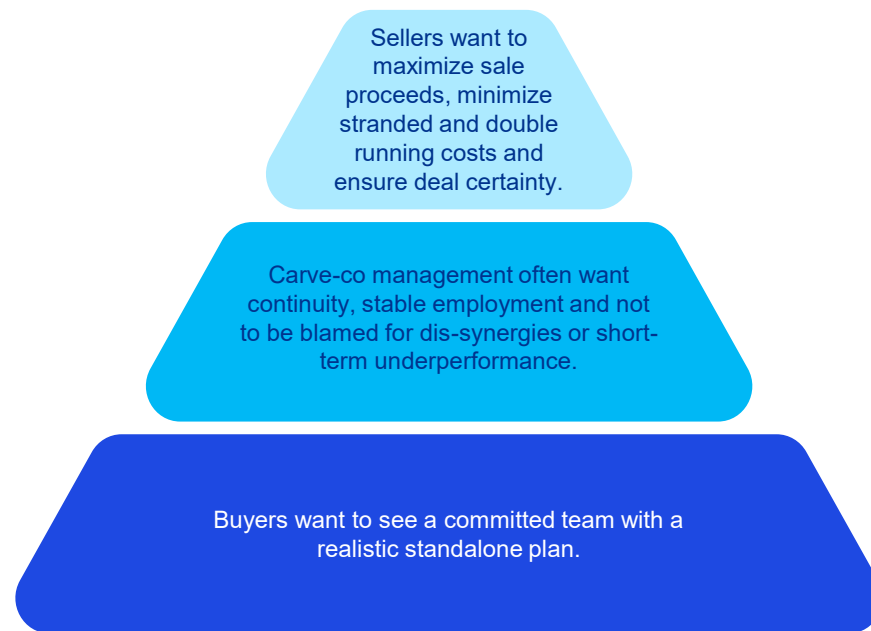 Sellers want to
maximize sale
proceeds, minimize
stranded and double
running costs and
ensure deal certainty.
Carve-co management often want
continuity, stable employment and not
to be blamed for dis-synergies or short-
term underperformance.
Buyers want to see a committed team with a
realistic standalone plan.